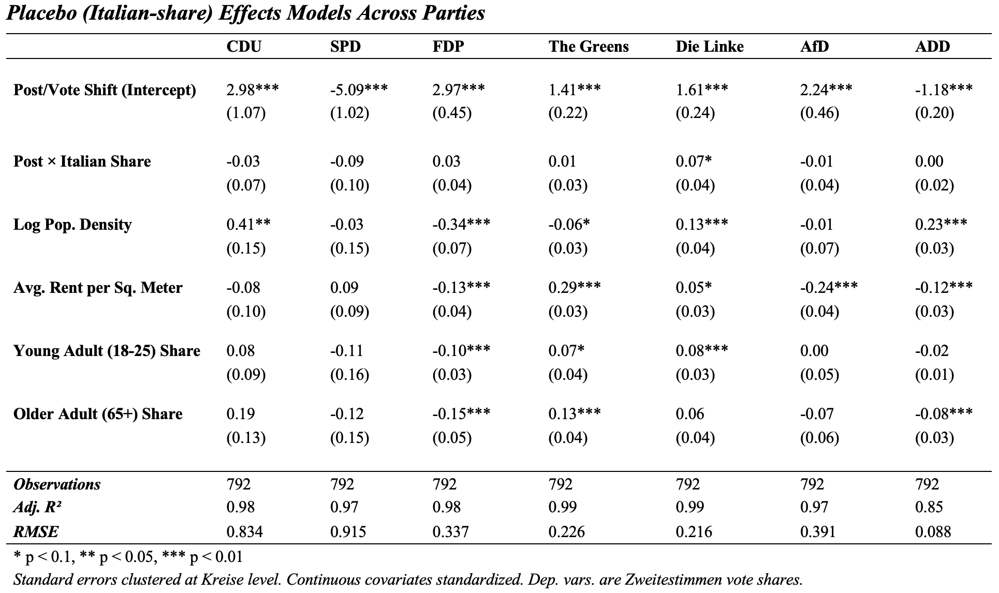 Placebo (Italian-share) Effects Models Across Parties
CDU SPD FDP The Greens Die Linke AfD ADD
Post/Vote Shift (Intercept) 2.98*** -5.09*** 2.97*** 1.41*** 1.61*** 2.24*** -1.18***
(1.07) (1.02) (0.45) (0.22) (0.24) (0.46) (0.20)
Post × Italian Share -0.03 -0.09 0.03 0.01 0.07* -0.01 0.00
(0.07) (0.10) (0.04) (0.03) (0.04) (0.04) (0.02)
Log Pop. Density 0.41** -0.03 -0.34*** -0.06* 0.13*** -0.01 0.23***
(0.15) (0.15) (0.07) (0.03) (0.04) (0.07) (0.03)
Avg. Rent per Sq. Meter -0.08 0.09 -0.13*** 0.29*** 0.05* -0.24*** -0.12***
(0.10) (0.09) (0.04) (0.03) (0.03) (0.04) (0.03)
Young Adult (18-25) Share 0.08 -0.11 -0.10*** 0.07* 0.08*** 0.00 -0.02
(0.09) (0.16) (0.03) (0.04) (0.03) (0.05) (0.01)
Older Adult (65+) Share 0.19 -0.12 -0.15*** 0.13*** 0.06 -0.07 -0.08***
(0.13) (0.15) (0.05) (0.04) (0.04) (0.06) (0.03)
Observations 792 792 792 792 792 792 792
Adj. R² 0.98 0.97 0.98 0.99 0.99 0.97 0.85
RMSE 0.834 0.915 0.337 0.226 0.216 0.391 0.088
* p < 0.1, ** p < 0.05, *** p < 0.01
Standard errors clustered at Kreise level. Continuous covariates standardized. Dep. vars. are Zweitestimmen vote shares.